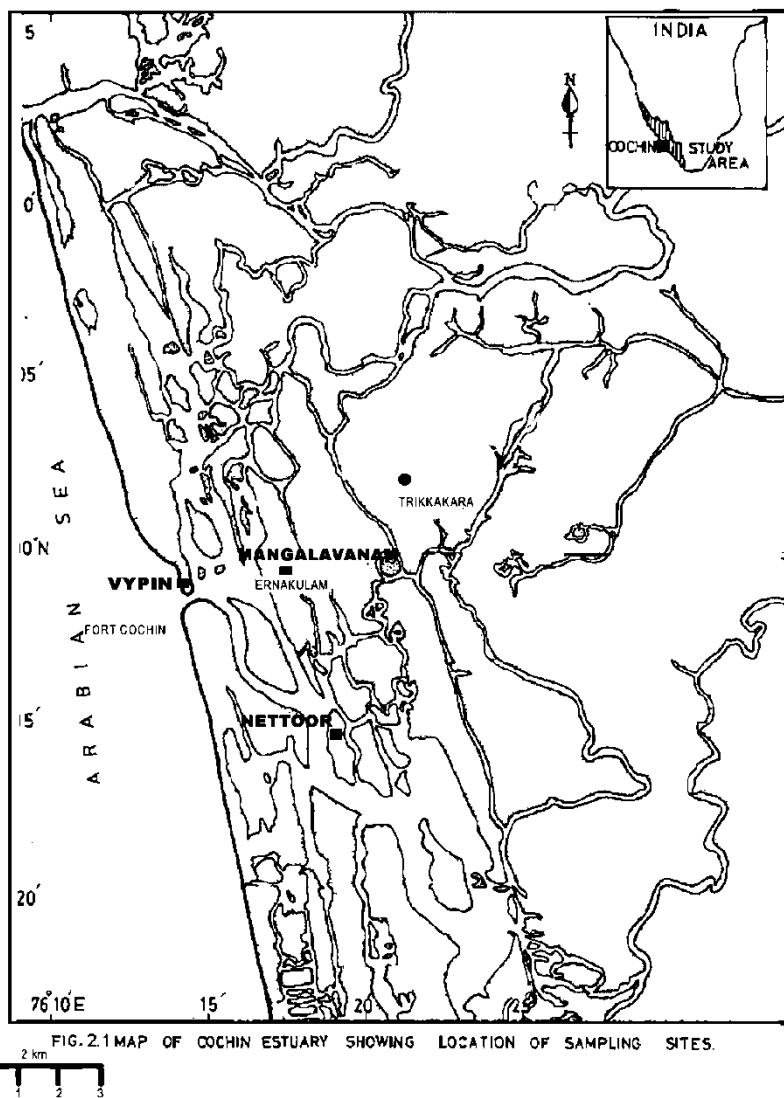 5
INDIA
N
COCHIN STUDY
AREA
0′
05′
TRIKKAKARA
SEA
10′N
MANGALAVANAM
ERNAKULAM
VYPIN
FORT COCHIN
ARABIAN
NETTOOR
15′
20′
76°10′E
15′
20′
25
FIG. 2.1 MAP OF COCHIN ESTUARY SHOWING LOCATION OF SAMPLING SITES.
2 km
1 2 3